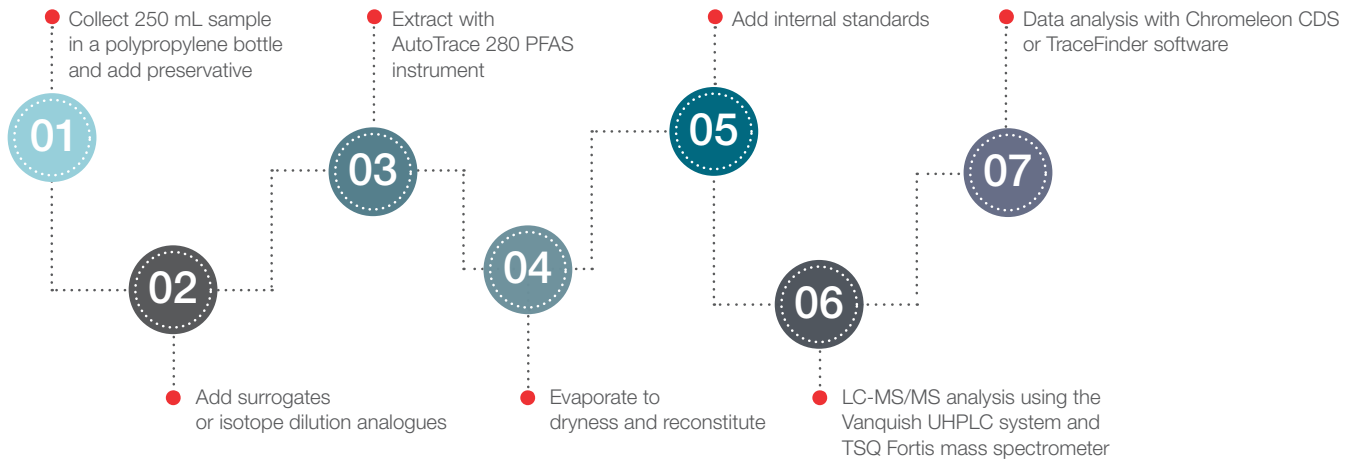 01
Collect 250 mL sample
in a polypropylene bottle
and add preservative
02
Add surrogates
or isotope dilution analogues
03
Extract with
AutoTrace 280 PFAS
instrument
04
Evaporate to
dryness and reconstitute
05
Add internal standards
06
LC-MS/MS analysis using the
Vanquish UHPLC system and
TSQ Fortis mass spectrometer
07
Data analysis with Chromeleon CDS
or TraceFinder software